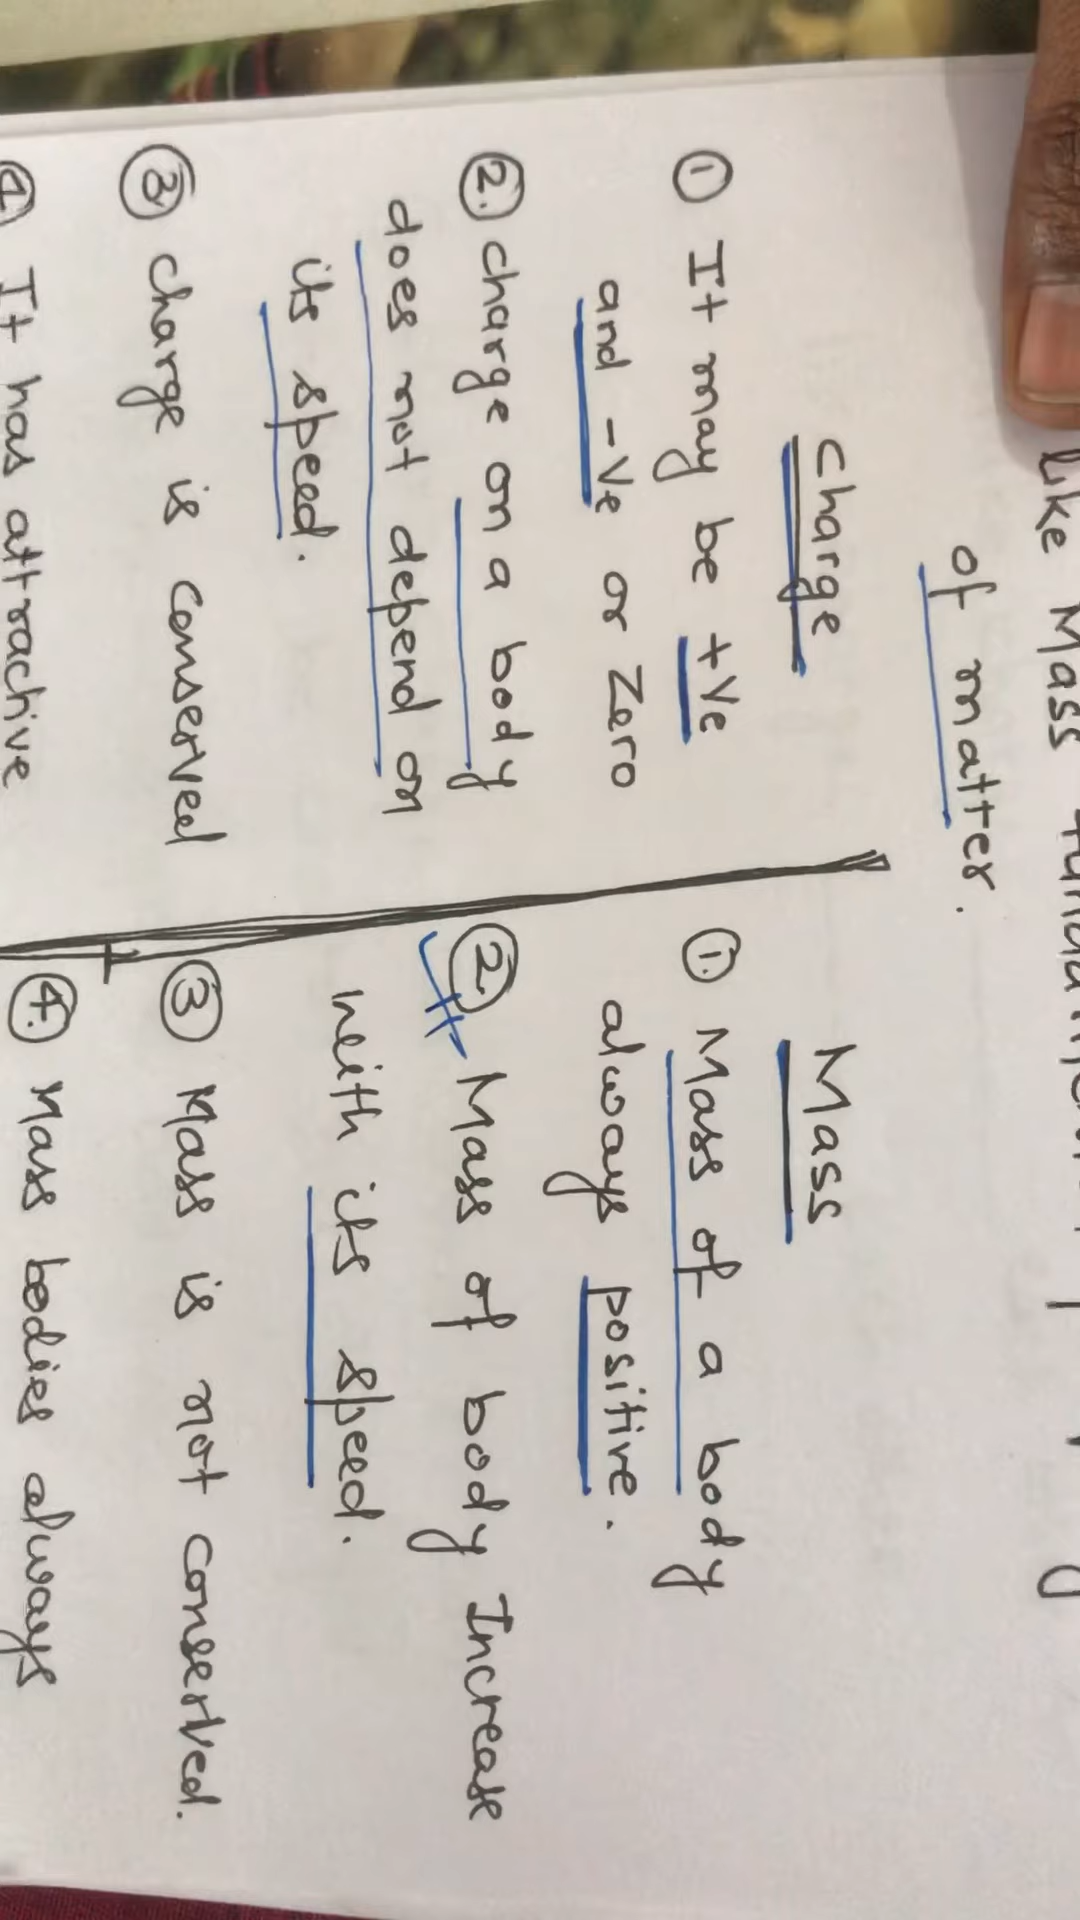 like Mass
of matter.
Charge
Mass
① It may be +ve
and -ve or Zero
② Charge on a body
does not depend on
its speed.
③ Charge is conserved
④ It has attractive
① Mass of a body
always positive.
② Mass of body Increase
with its speed.
③ Mass is not conserved.
④ Mass bodies always